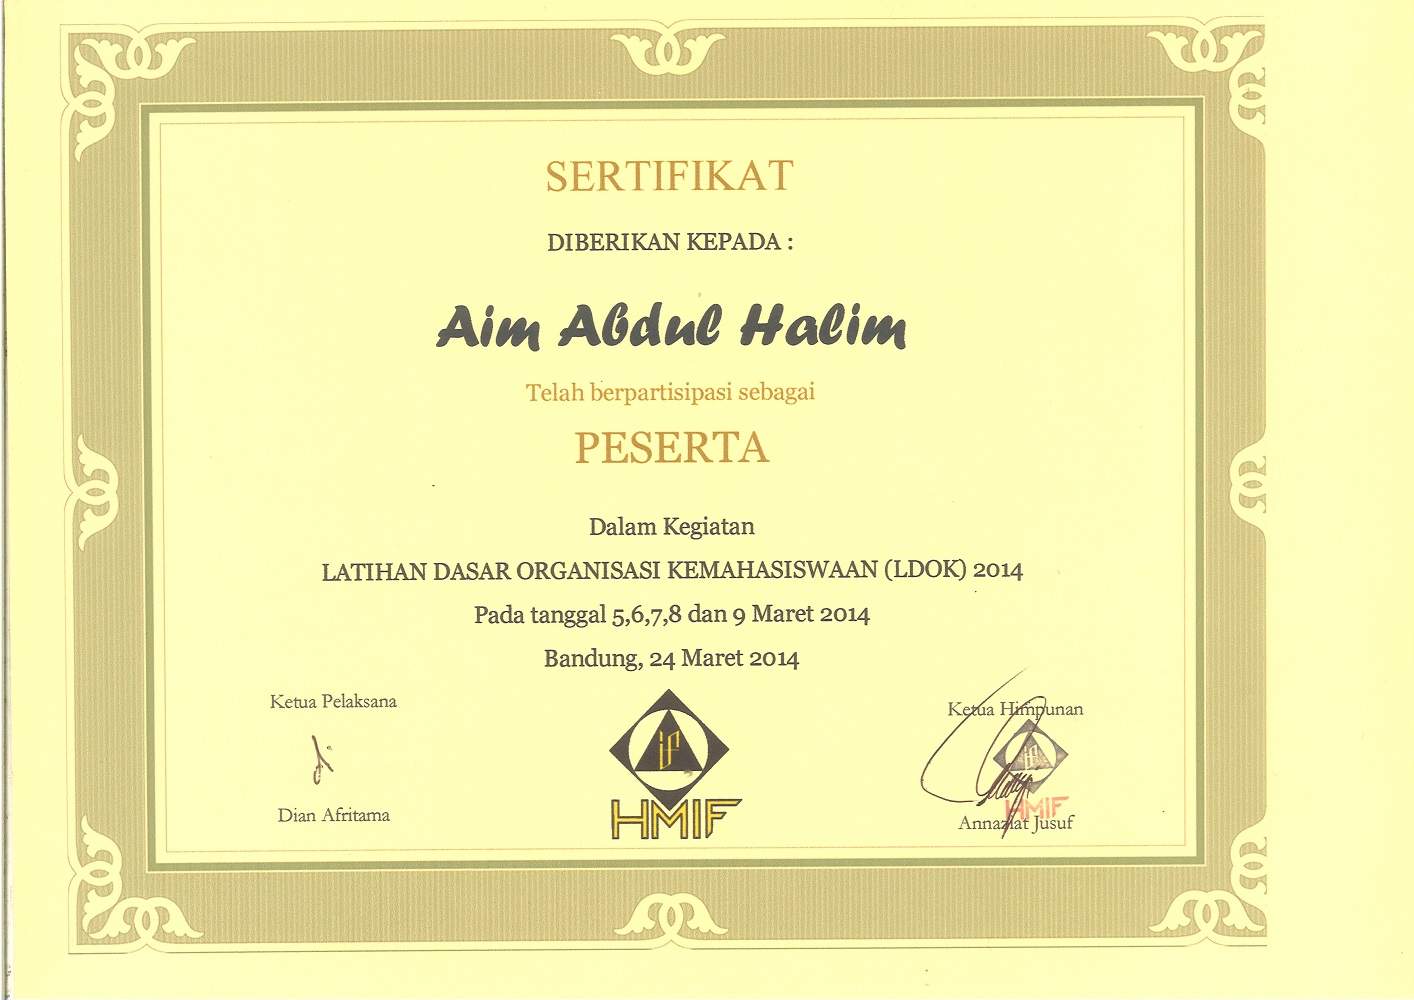 SERTIFIKAT
DIBERIKAN KEPADA :
Aim Abdul Halim
Telah berpartisipasi sebagai
PESERTA
Dalam Kegiatan
LATIHAN DASAR ORGANISASI KEMAHASISWAAN (LDOK) 2014
Pada tanggal 5,6,7,8 dan 9 Maret 2014
Bandung, 24 Maret 2014
Ketua Pelaksana
Ketua Himpunan
if
if
HMIF
HMIF
Dian Afritama
Annaziat Jusuf